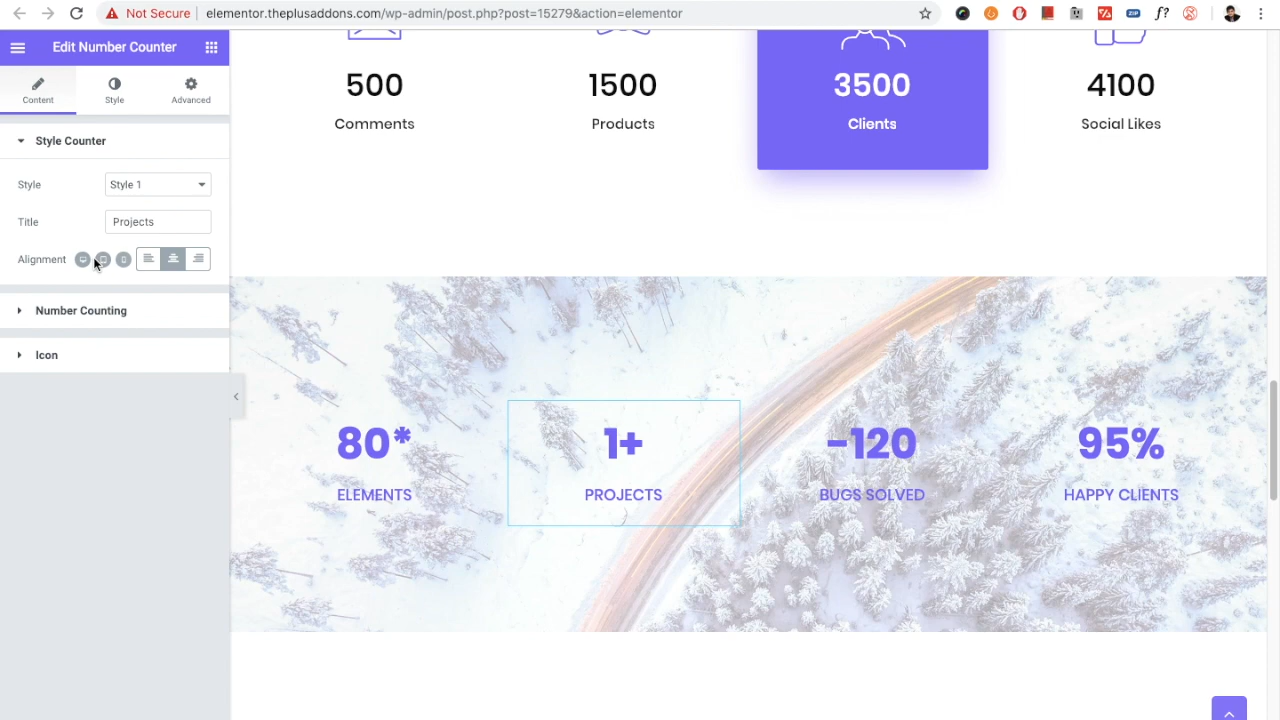 Not Secure
elementor.theplusaddons.com/wp-admin/post.php?post=15279&action=elementor
ZIP
f?
Edit Number Counter
Content
Style
Advanced
Style Counter
Style
Style 1
Title
Projects
Alignment
Number Counting
Icon
500
1500
3500
4100
Comments
Products
Clients
Social Likes
80*
1+
-120
95%
ELEMENTS
PROJECTS
BUGS SOLVED
HAPPY CLIENTS